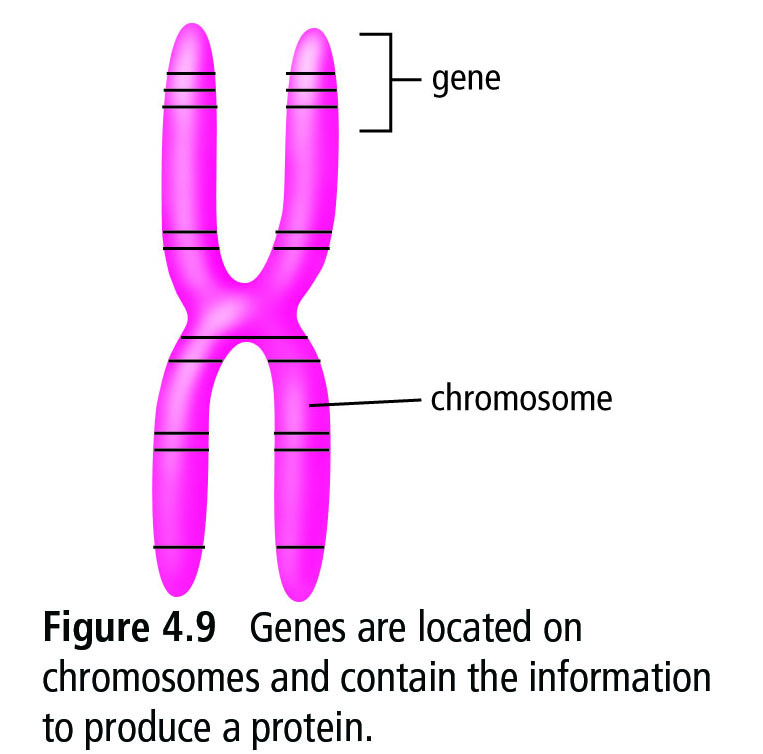 gene
chromosome
Figure 4.9 Genes are located on
chromosomes and contain the information
to produce a protein.